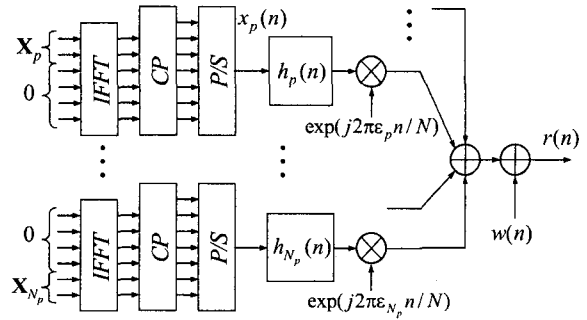 x_p(n)
X_p
0
IFFT
CP
P/S
h_p(n)
exp(j2πε_p n/N)
r(n)
w(n)
0
X_{N_p}
IFFT
CP
P/S
h_{N_p}(n)
exp(j2πε_{N_p} n/N)